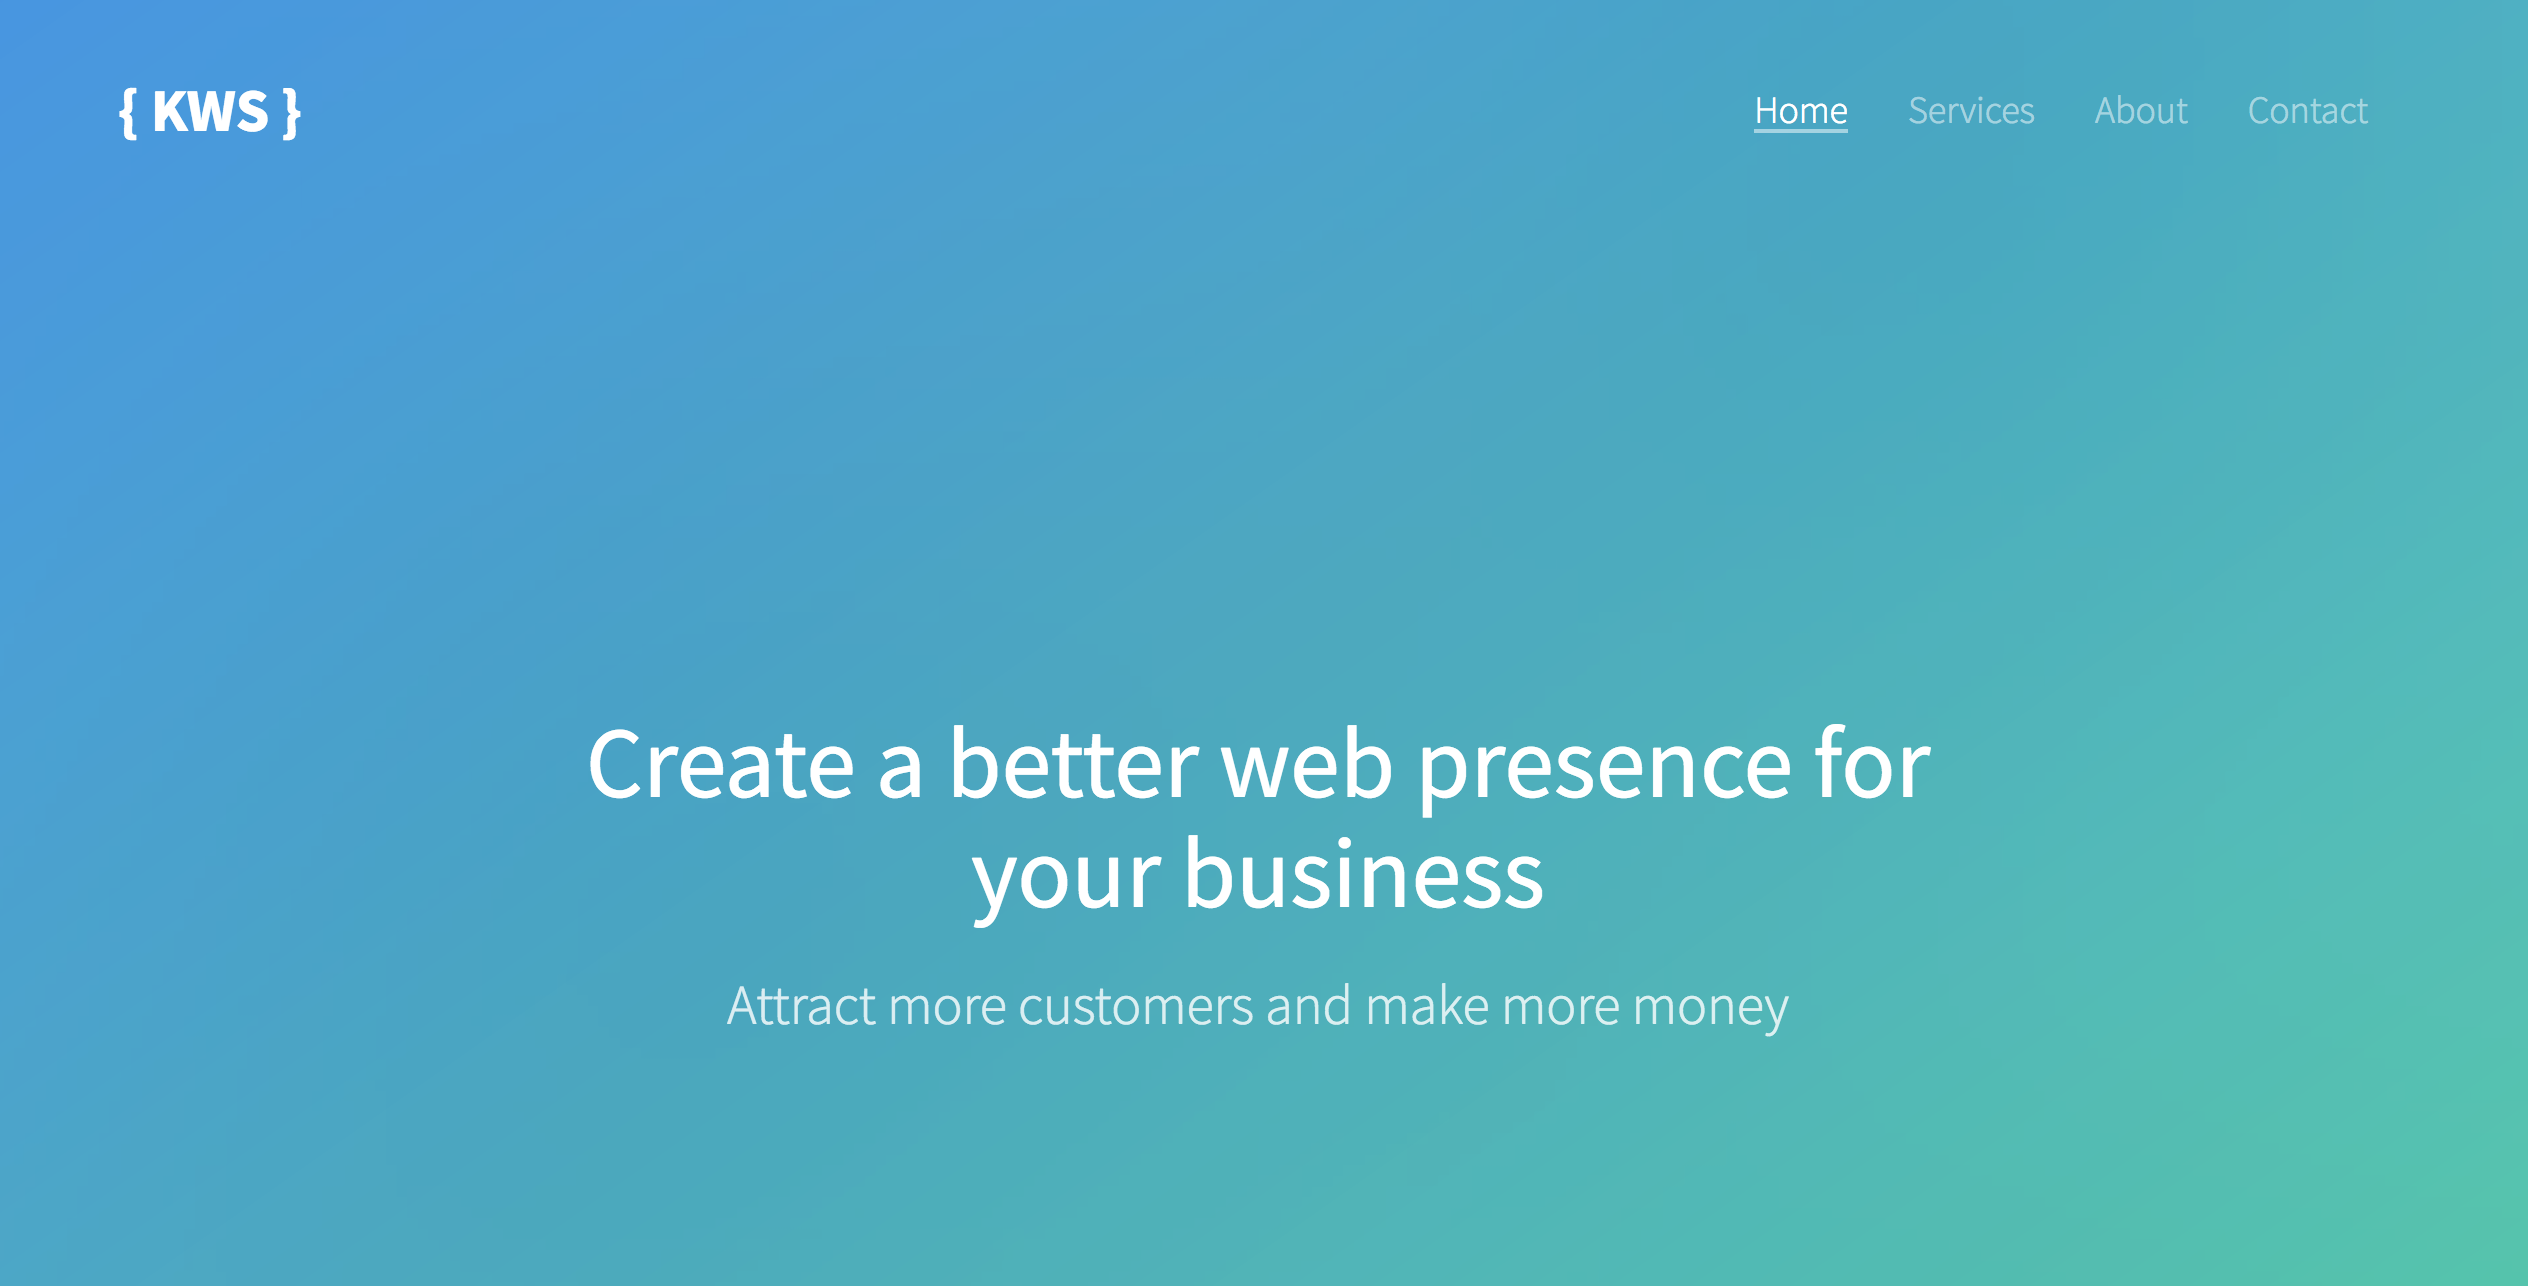 { KWS }
Home Services About Contact
Create a better web presence for
your business
Attract more customers and make more money